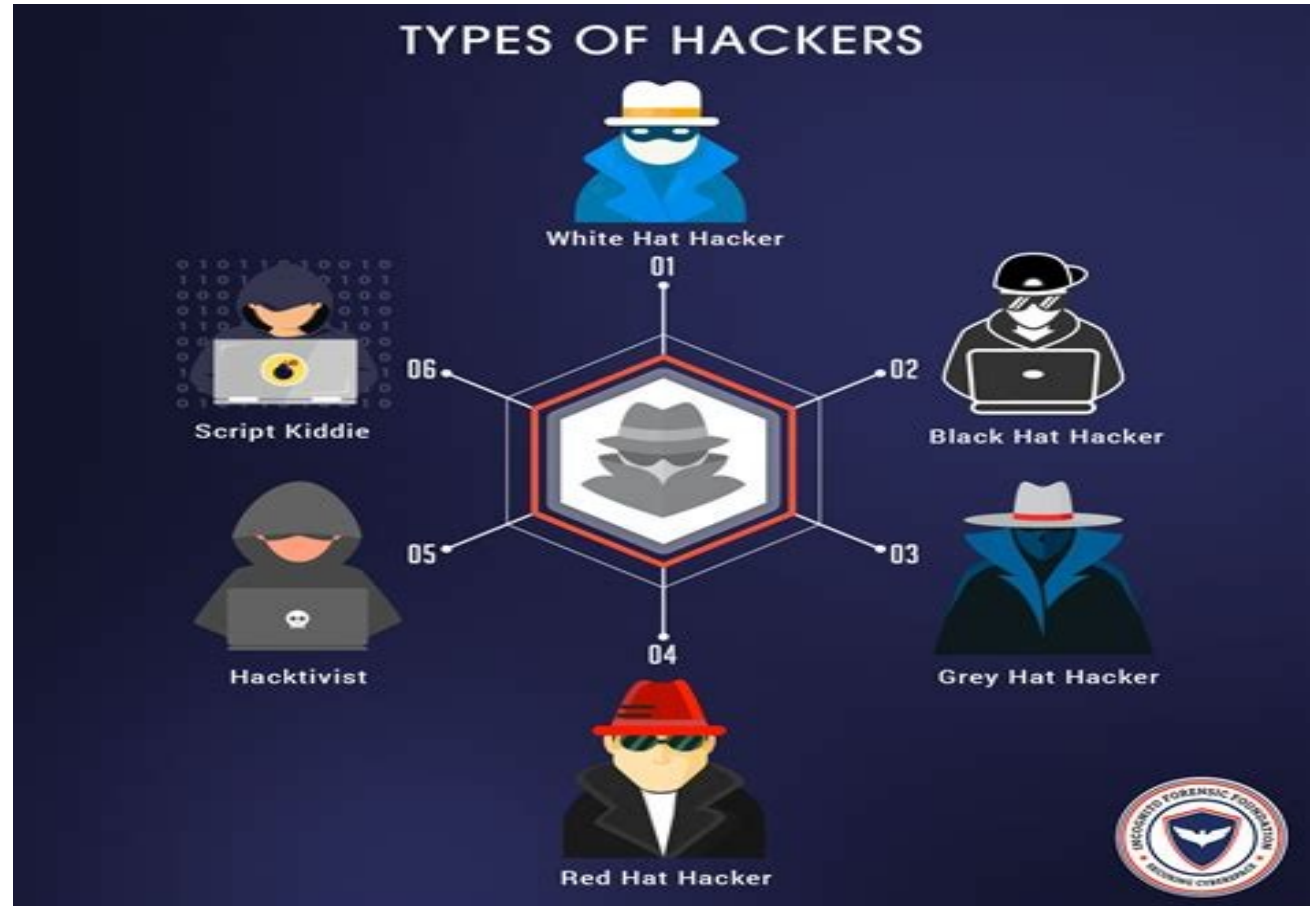 TYPES OF HACKERS
White Hat Hacker
01
02
Black Hat Hacker
03
Grey Hat Hacker
04
Red Hat Hacker
05
Hacktivist
06
Script Kiddie
INCOGNITO FORENSIC FOUNDATION
SECURING CYBERSPACE